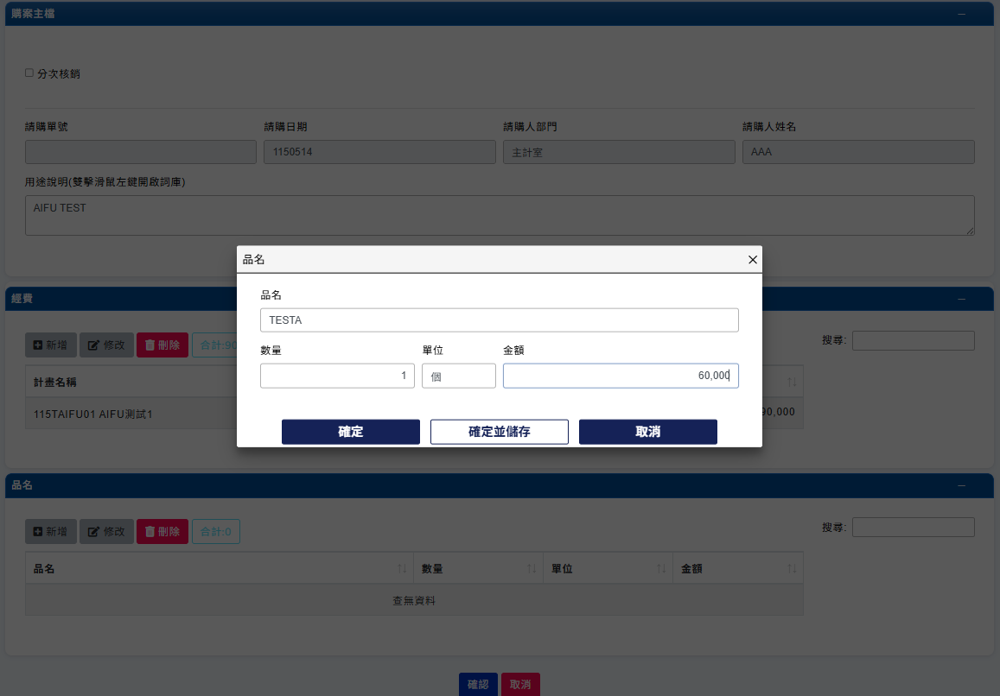 購案主檔
分次核銷
請購單號 請購日期 請購人部門 請購人姓名
1150514 主計室 AAA
用途說明(雙擊滑鼠左鍵開啟詞庫)
AIFU TEST
品名
品名
TESTA
數量 單位 金額
1 個 60,000
確定 確定並儲存 取消
經費
新增 修改 刪除 合計:90 搜尋:
計畫名稱
115TAIFU01 AIFU測試1 90,000
品名
新增 修改 刪除 合計:0 搜尋:
品名 數量 單位 金額
查無資料
確認 取消